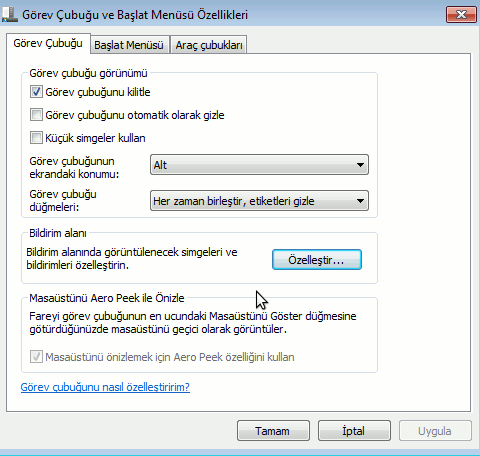 Görev Çubuğu ve Başlat Menüsü Özellikleri
Görev Çubuğu Başlat Menüsü Araç çubukları
Görev çubuğu görünümü
Görev çubuğunu kilitle
Görev çubuğunu otomatik olarak gizle
Küçük simgeler kullan
Görev çubuğunun
ekrandaki konumu:
Alt
Görev çubuğu
düğmeleri:
Her zaman birleştir, etiketleri gizle
Bildirim alanı
Bildirim alanında görüntülenecek simgeleri ve
bildirimleri özelleştirin.
Özelleştir...
Masaüstünü Aero Peek ile Önizle
Fareyi görev çubuğunun en ucundaki Masaüstünü Göster düğmesine
götürdüğünüzde masaüstünü geçici olarak görüntüler.
Masaüstünü önizlemek için Aero Peek özelliğini kullan
Görev çubuğunu nasıl özelleştiririm?
Tamam İptal Uygula